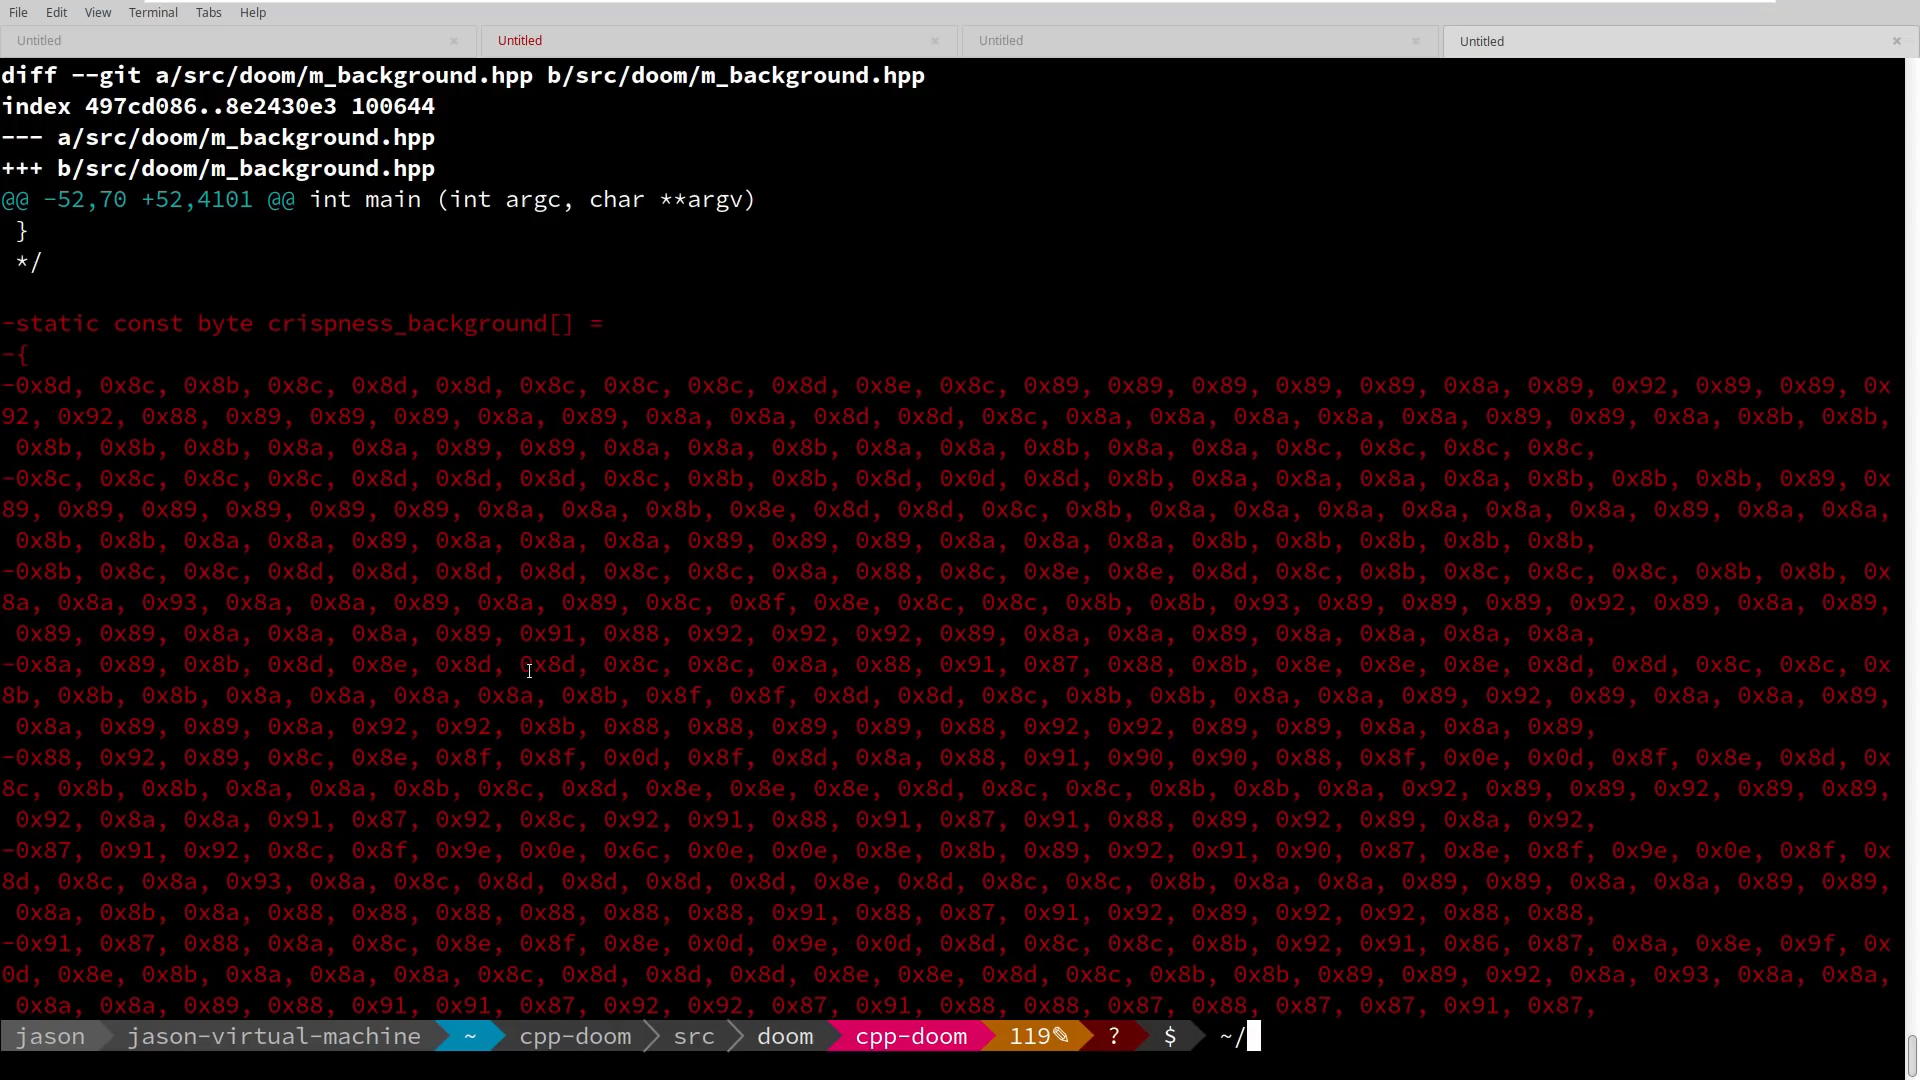 File Edit View Terminal Tabs Help
Untitled Untitled Untitled Untitled
diff --git a/src/doom/m_background.hpp b/src/doom/m_background.hpp
index 497cd086..8e2430e3 100644
--- a/src/doom/m_background.hpp
+++ b/src/doom/m_background.hpp
@@ -52,70 +52,4101 @@ int main (int argc, char **argv)
}
*/
-static const byte crispness_background[] =
-{
-0x8d, 0x8c, 0x8b, 0x8c, 0x8d, 0x8d, 0x8c, 0x8c, 0x8c, 0x8d, 0x8e, 0x8c, 0x89, 0x89, 0x89, 0x89, 0x89, 0x8a, 0x89, 0x92, 0x89, 0x89, 0x
92, 0x92, 0x88, 0x89, 0x89, 0x89, 0x8a, 0x89, 0x8a, 0x8a, 0x8d, 0x8d, 0x8c, 0x8a, 0x8a, 0x8a, 0x8a, 0x8a, 0x89, 0x89, 0x8a, 0x8b, 0x8b,
0x8b, 0x8b, 0x8b, 0x8a, 0x8a, 0x89, 0x89, 0x8a, 0x8a, 0x8b, 0x8a, 0x8a, 0x8b, 0x8a, 0x8a, 0x8c, 0x8c, 0x8c, 0x8c,
-0x8c, 0x8c, 0x8c, 0x8c, 0x8d, 0x8d, 0x8d, 0x8c, 0x8b, 0x8b, 0x8d, 0x0d, 0x8d, 0x8b, 0x8a, 0x8a, 0x8a, 0x8a, 0x8b, 0x8b, 0x8b, 0x89, 0x
89, 0x89, 0x89, 0x89, 0x89, 0x89, 0x8a, 0x8a, 0x8b, 0x8e, 0x8d, 0x8d, 0x8c, 0x8b, 0x8a, 0x8a, 0x8a, 0x8a, 0x8a, 0x8a, 0x89, 0x8a, 0x8a,
0x8b, 0x8b, 0x8a, 0x8a, 0x89, 0x8a, 0x8a, 0x8a, 0x89, 0x89, 0x89, 0x8a, 0x8a, 0x8a, 0x8b, 0x8b, 0x8b, 0x8b, 0x8b,
-0x8b, 0x8c, 0x8c, 0x8d, 0x8d, 0x8d, 0x8d, 0x8c, 0x8c, 0x8a, 0x88, 0x8c, 0x8e, 0x8e, 0x8d, 0x8c, 0x8b, 0x8c, 0x8c, 0x8c, 0x8b, 0x8b, 0x
8a, 0x8a, 0x93, 0x8a, 0x8a, 0x89, 0x8a, 0x89, 0x8c, 0x8f, 0x8e, 0x8c, 0x8c, 0x8b, 0x8b, 0x93, 0x89, 0x89, 0x89, 0x92, 0x89, 0x8a, 0x89,
0x89, 0x89, 0x8a, 0x8a, 0x8a, 0x89, 0x91, 0x88, 0x92, 0x92, 0x92, 0x89, 0x8a, 0x8a, 0x89, 0x8a, 0x8a, 0x8a, 0x8a,
-0x8a, 0x89, 0x8b, 0x8d, 0x8e, 0x8d, 0x8d, 0x8c, 0x8c, 0x8a, 0x88, 0x91, 0x87, 0x88, 0x8b, 0x8e, 0x8e, 0x8e, 0x8d, 0x8d, 0x8c, 0x8c, 0x
8b, 0x8b, 0x8b, 0x8a, 0x8a, 0x8a, 0x8a, 0x8b, 0x8f, 0x8f, 0x8d, 0x8d, 0x8c, 0x8b, 0x8b, 0x8a, 0x8a, 0x89, 0x92, 0x89, 0x8a, 0x8a, 0x89,
0x8a, 0x89, 0x89, 0x8a, 0x92, 0x92, 0x8b, 0x88, 0x88, 0x89, 0x89, 0x88, 0x92, 0x92, 0x89, 0x89, 0x8a, 0x8a, 0x89,
-0x88, 0x92, 0x89, 0x8c, 0x8e, 0x8f, 0x8f, 0x0d, 0x8f, 0x8d, 0x8a, 0x88, 0x91, 0x90, 0x90, 0x88, 0x8f, 0x0e, 0x0d, 0x8f, 0x8e, 0x8d, 0x
8c, 0x8b, 0x8b, 0x8a, 0x8a, 0x8b, 0x8c, 0x8d, 0x8e, 0x8e, 0x8e, 0x8d, 0x8c, 0x8c, 0x8b, 0x8b, 0x8a, 0x92, 0x89, 0x89, 0x92, 0x89, 0x89,
0x92, 0x8a, 0x8a, 0x91, 0x87, 0x92, 0x8c, 0x92, 0x91, 0x88, 0x91, 0x87, 0x91, 0x88, 0x89, 0x92, 0x89, 0x8a, 0x92,
-0x87, 0x91, 0x92, 0x8c, 0x8f, 0x9e, 0x0e, 0x6c, 0x0e, 0x0e, 0x8e, 0x8b, 0x89, 0x92, 0x91, 0x90, 0x87, 0x8e, 0x8f, 0x9e, 0x0e, 0x8f, 0x
8d, 0x8c, 0x8a, 0x93, 0x8a, 0x8c, 0x8d, 0x8d, 0x8d, 0x8d, 0x8e, 0x8d, 0x8c, 0x8c, 0x8b, 0x8a, 0x8a, 0x89, 0x89, 0x8a, 0x8a, 0x89, 0x89,
0x8a, 0x8b, 0x8a, 0x88, 0x88, 0x88, 0x88, 0x88, 0x88, 0x91, 0x88, 0x87, 0x91, 0x92, 0x89, 0x92, 0x92, 0x88, 0x88,
-0x91, 0x87, 0x88, 0x8a, 0x8c, 0x8e, 0x8f, 0x8e, 0x0d, 0x9e, 0x0d, 0x8d, 0x8c, 0x8c, 0x8b, 0x92, 0x91, 0x86, 0x87, 0x8a, 0x8e, 0x9f, 0x
0d, 0x8e, 0x8b, 0x8a, 0x8a, 0x8a, 0x8c, 0x8d, 0x8d, 0x8d, 0x8e, 0x8e, 0x8d, 0x8c, 0x8b, 0x8b, 0x89, 0x89, 0x92, 0x8a, 0x93, 0x8a, 0x8a,
0x8a, 0x8a, 0x89, 0x88, 0x91, 0x91, 0x87, 0x92, 0x92, 0x87, 0x91, 0x88, 0x88, 0x87, 0x88, 0x87, 0x87, 0x91, 0x87,
jason jason-virtual-machine ~ cpp-doom src doom cpp-doom 119✎ ? $ ~/